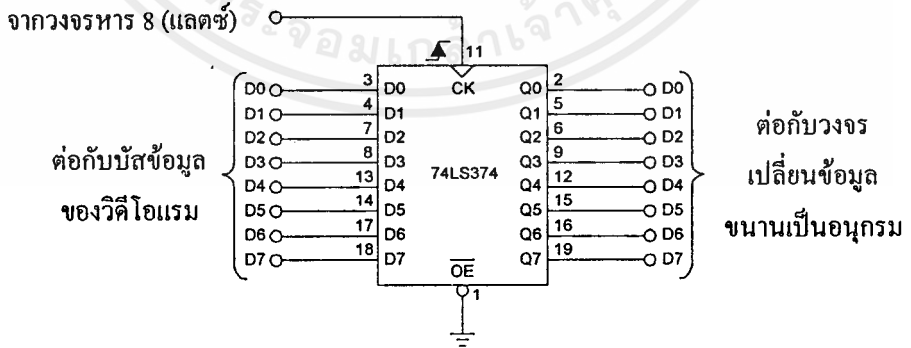 จากวงจรหาร 8 (แลตช์)
11
CK
D0 3 D0 Q0 2 D0
D1 4 D1 Q1 5 D1
D2 7 D2 Q2 6 D2
D3 8 D3 Q3 9 D3
D4 13 D4 Q4 12 D4
D5 14 D5 Q5 15 D5
D6 17 D6 Q6 16 D6
D7 18 D7 Q7 19 D7
74LS374
OE
1
ต่อกับบัสข้อมูล
ของวิดีโอแรม
ต่อกับวงจร
เปลี่ยนข้อมูล
ขนานเป็นอนุกรม